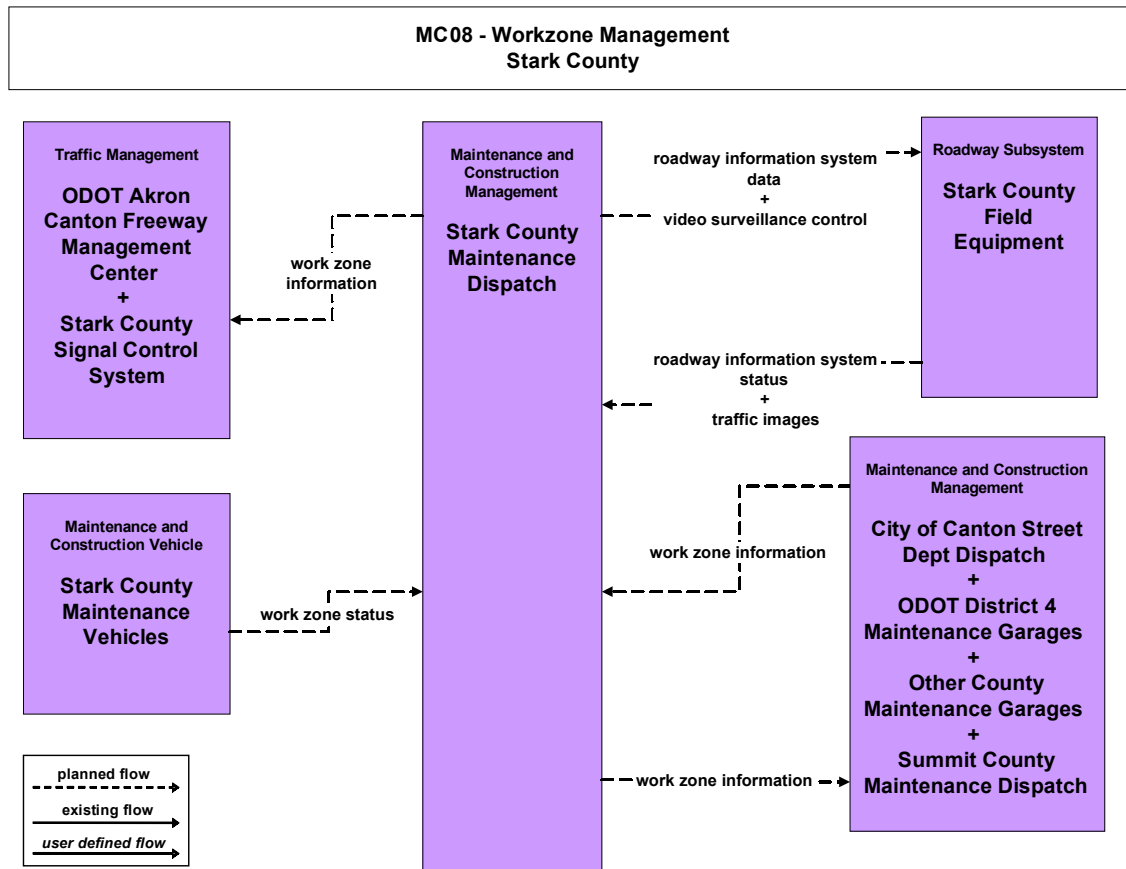 MC08 - Workzone Management
Stark County
Traffic Management
ODOT Akron
Canton Freeway
Management
Center
+
Stark County
Signal Control
System
work zone
information
Maintenance and
Construction
Management
Stark County
Maintenance
Dispatch
roadway information system
data
+
video surveillance control
Roadway Subsystem
Stark County
Field
Equipment
roadway information system
status
+
traffic images
Maintenance and
Construction Vehicle
Stark County
Maintenance
Vehicles
work zone status
work zone information
Maintenance and Construction
Management
City of Canton Street
Dept Dispatch
+
ODOT District 4
Maintenance Garages
+
Other County
Maintenance Garages
+
Summit County
Maintenance Dispatch
work zone information
planned flow
existing flow
user defined flow